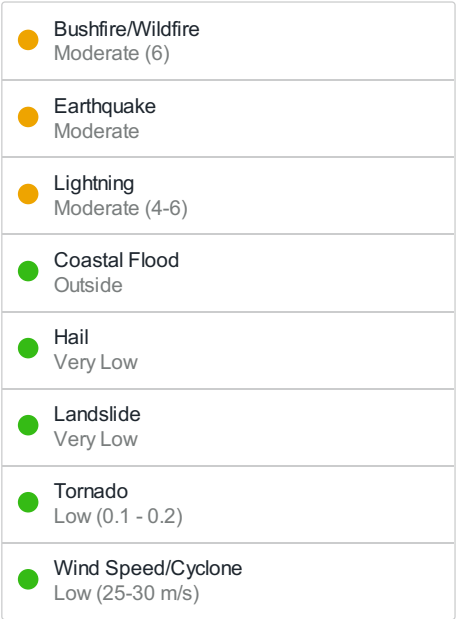 Bushfire/Wildfire
Moderate (6)
Earthquake
Moderate
Lightning
Moderate (4-6)
Coastal Flood
Outside
Hail
Very Low
Landslide
Very Low
Tornado
Low (0.1 - 0.2)
Wind Speed/Cyclone
Low (25-30 m/s)